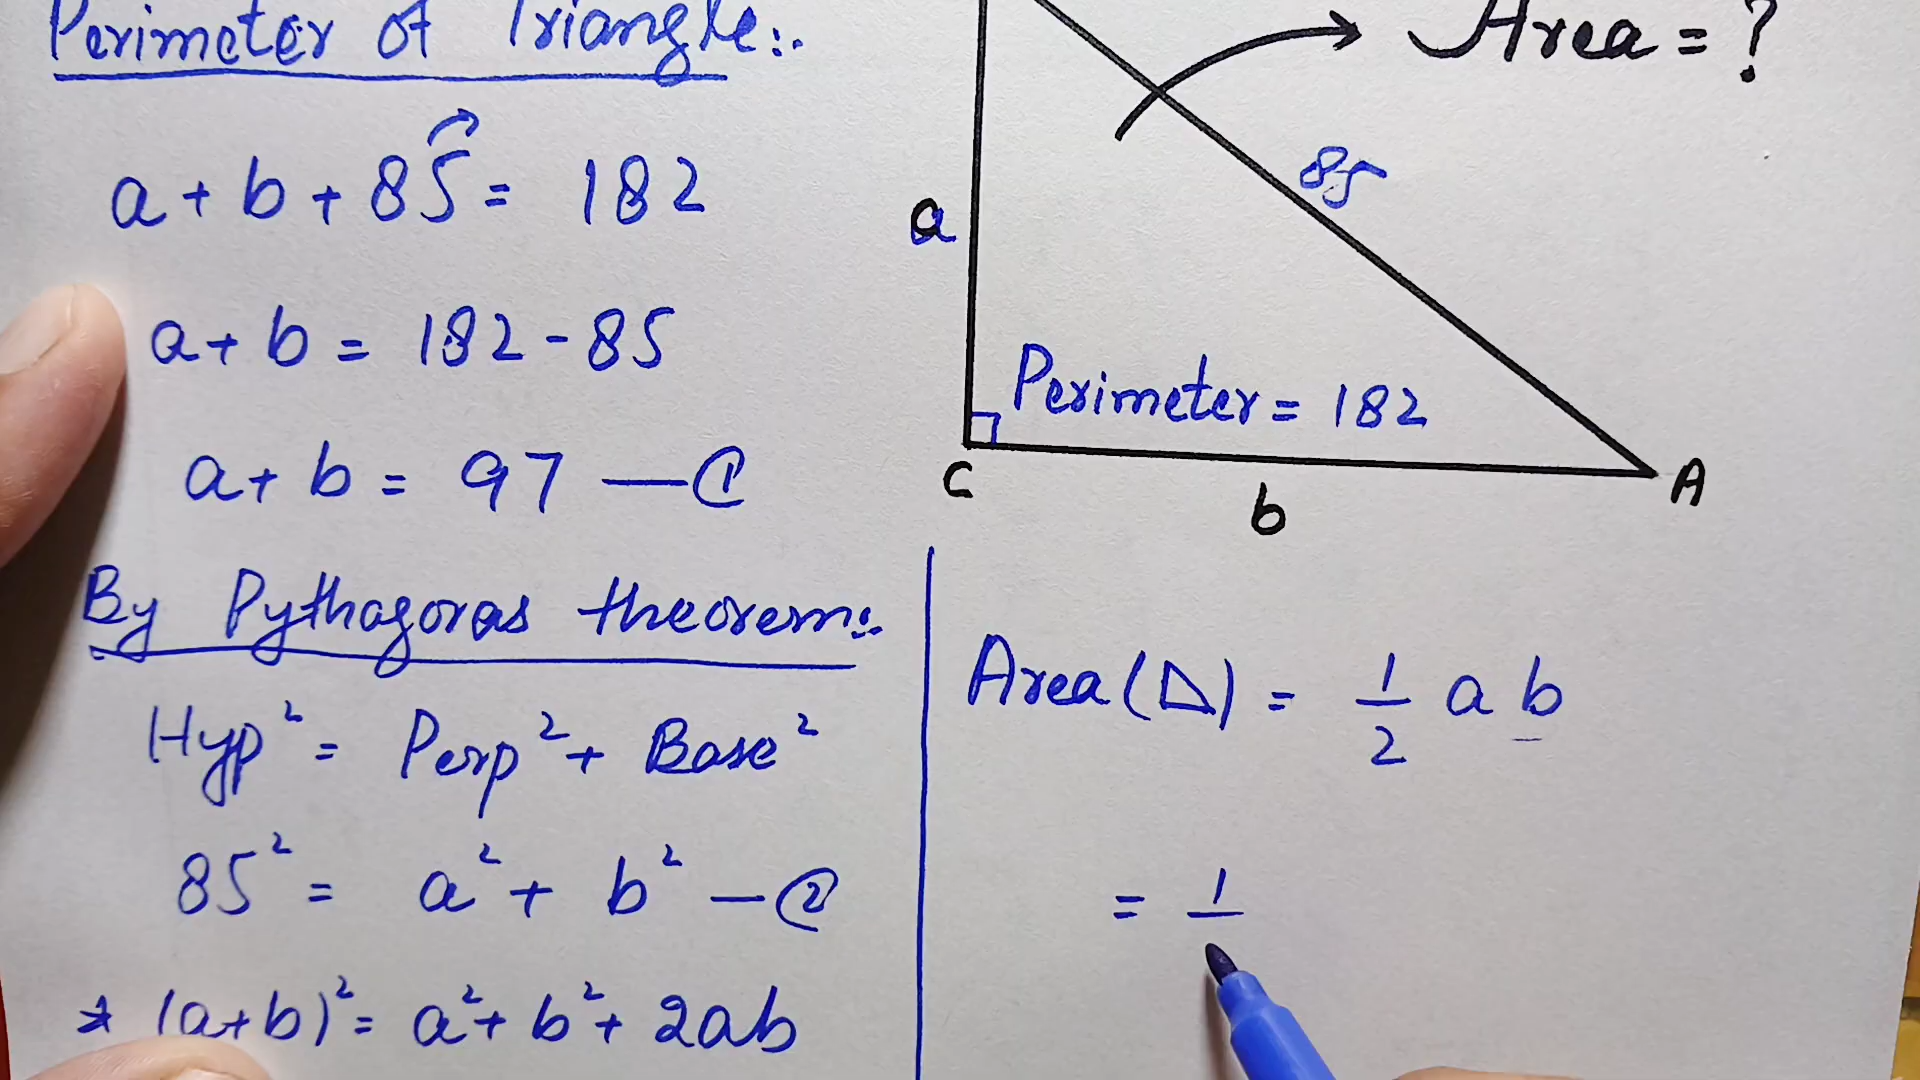 Perimeter of Triangle:.
a + b + 85 = 182
a + b = 182 - 85
a + b = 97 — ①
By Pythagoras theorem:.
Hyp² = Perp² + Base²
85² = a² + b² — ②
* (a+b)² = a² + b² + 2ab
Area = ?
85
a
Perimeter = 182
C
A
b
Area (△) = 1/2 a b
= 1